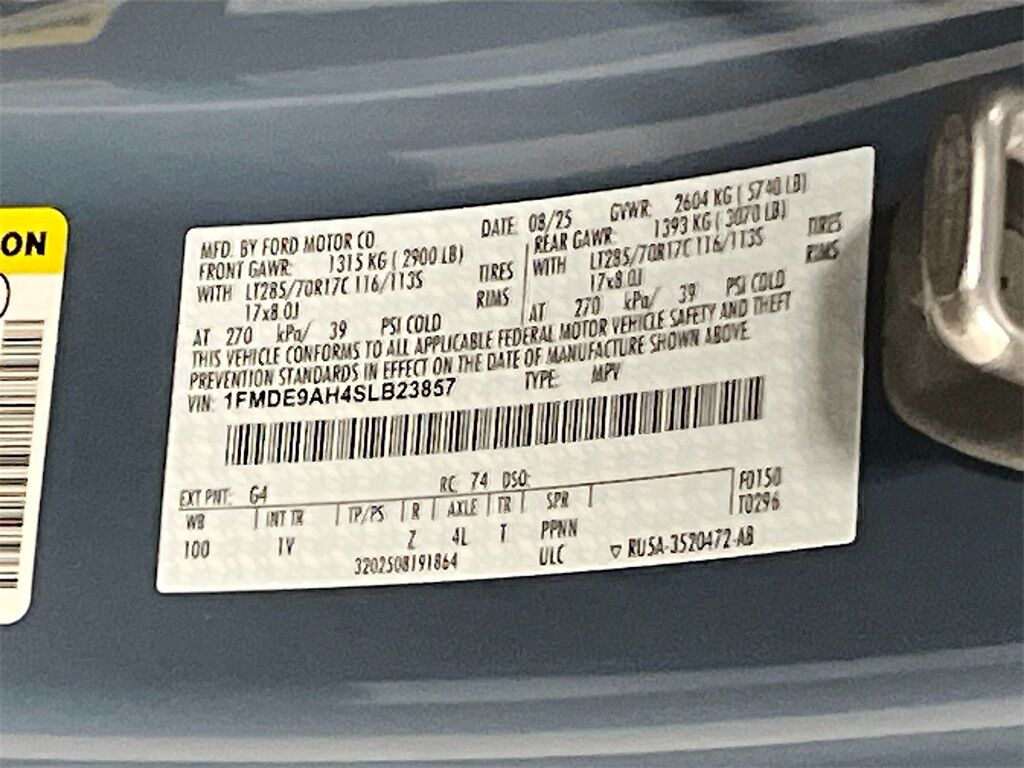 ON
MFD. BY FORD MOTOR CO. DATE: 08/25 GVWR: 2604 KG ( 5740 LB)
FRONT GAWR: 1315 KG ( 2900 LB) REAR GAWR: 1393 KG ( 3070 LB)
WITH LT285/70R17C 116/113S TIRES WITH LT285/70R17C 116/113S TIRES
17x8.0J RIMS 17x8.0J RIMS
AT 270 kPa/ 39 PSI COLD AT 270 kPa/ 39 PSI COLD
THIS VEHICLE CONFORMS TO ALL APPLICABLE FEDERAL MOTOR VEHICLE SAFETY AND THEFT
PREVENTION STANDARDS IN EFFECT ON THE DATE OF MANUFACTURE SHOWN ABOVE.
VIN: 1FMDE9AH4SLB23857 TYPE: MPV
EXT PNT: G4 RC: 74 DSO: F0150
WB INT TR TP/PS R AXLE TR SPR T0296
100 1V Z 4L T PPNN
3202508191864 ULC ▽ RU5A-3520472-AB